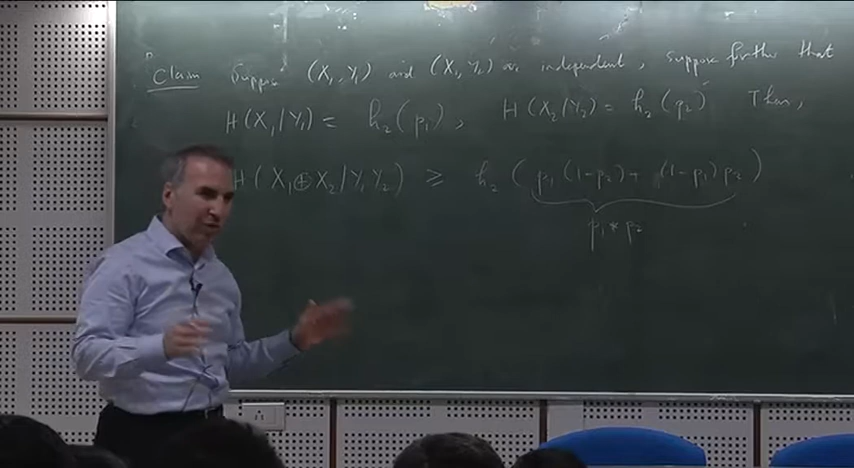 Claim Suppose (X₁, Y₁) and (X₂, Y₂) are independent, suppose further that
H(X₁|Y₁) = h₂(p₁), H(X₂|Y₂) = h₂(p₂) Then,
H(X₁⊕X₂|Y₁Y₂) ≥ h₂(p₁(1-p₂)+(1-p₁)p₂)
p₁*p₂